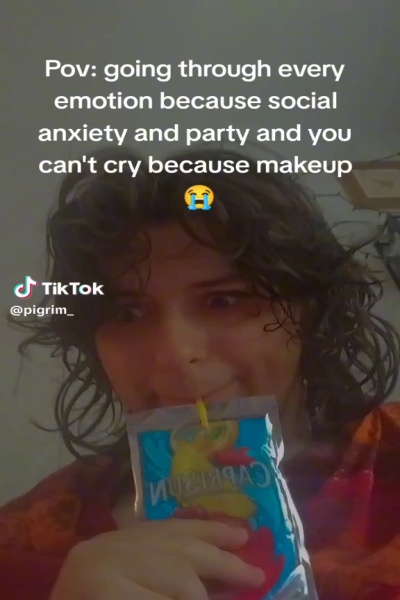 Pov: going through every
emotion because social
anxiety and party and you
can't cry because makeup
😭
TikTok
@pigrim_
CAPRISUN